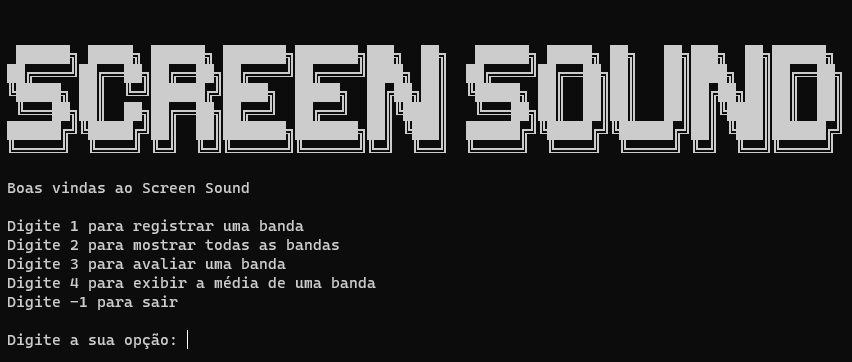 SCREEN SOUND
Boas vindas ao Screen Sound
Digite 1 para registrar uma banda
Digite 2 para mostrar todas as bandas
Digite 3 para avaliar uma banda
Digite 4 para exibir a média de uma banda
Digite -1 para sair
Digite a sua opção: